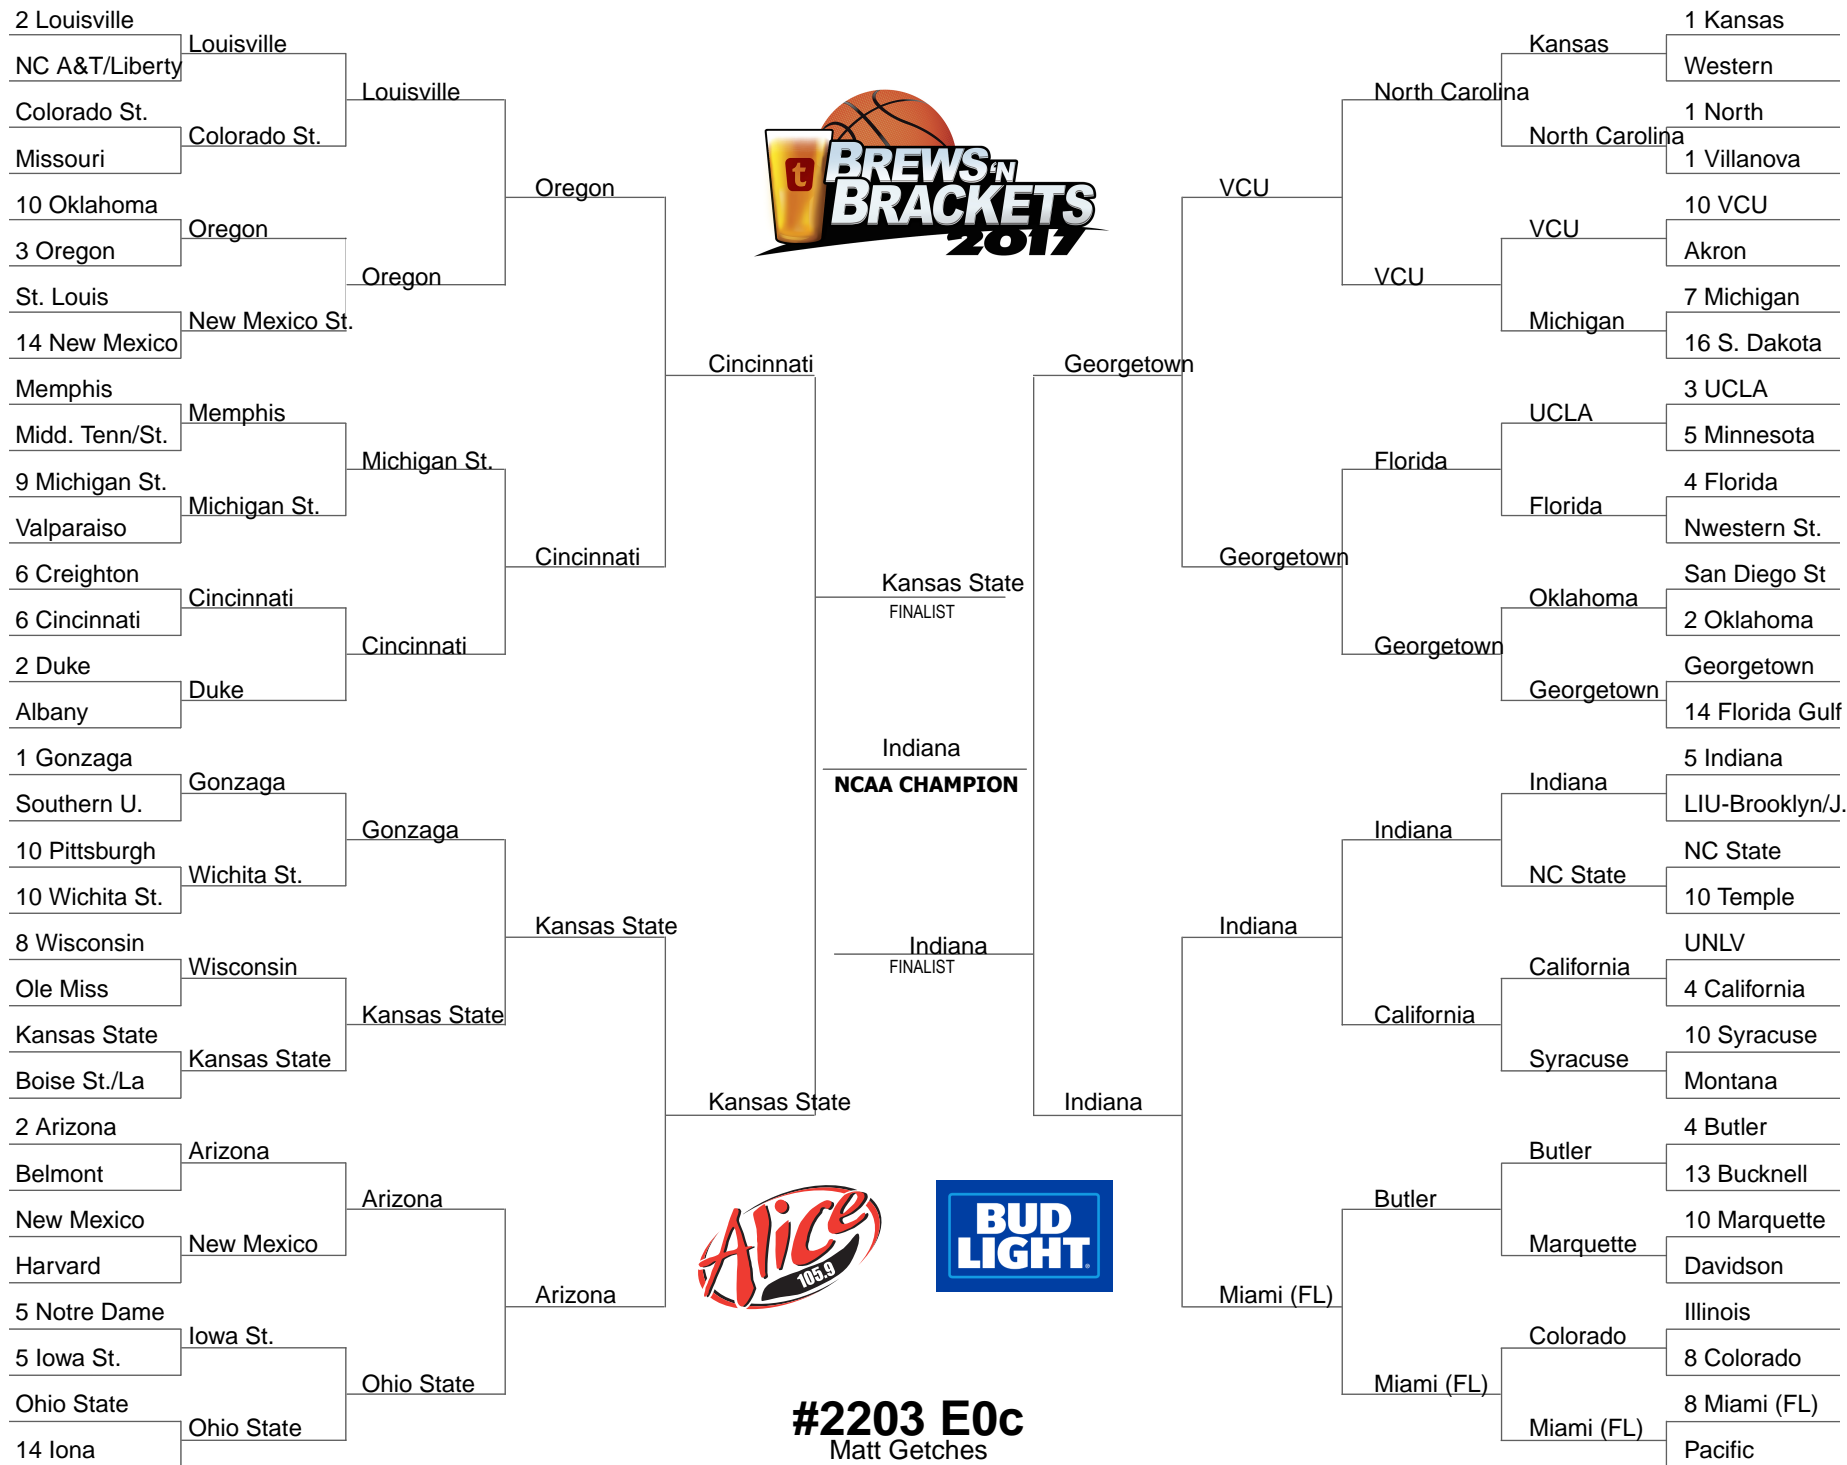 2 Louisville
NC A&T/Liberty
Colorado St.
Missouri
10 Oklahoma
3 Oregon
St. Louis
14 New Mexico
Memphis
Midd. Tenn/St.
9 Michigan St.
Valparaiso
6 Creighton
6 Cincinnati
2 Duke
Albany
1 Gonzaga
Southern U.
10 Pittsburgh
10 Wichita St.
8 Wisconsin
Ole Miss
Kansas State
Boise St./La
2 Arizona
Belmont
New Mexico
Harvard
5 Notre Dame
5 Iowa St.
Ohio State
14 Iona
Louisville
Colorado St.
Oregon
New Mexico St.
Memphis
Michigan St.
Cincinnati
Duke
Gonzaga
Wichita St.
Wisconsin
Kansas State
Arizona
New Mexico
Iowa St.
Ohio State
Louisville
Oregon
Michigan St.
Cincinnati
Gonzaga
Kansas State
Arizona
Ohio State
Oregon
Cincinnati
Kansas State
Arizona
Cincinnati
Kansas State
t
BREWS 'N
BRACKETS
2017
Kansas State
FINALIST
Indiana
NCAA CHAMPION
Indiana
FINALIST
Alice
105.9
BUD
LIGHT
#2203 E0c
Matt Getches
Georgetown
Indiana
VCU
Georgetown
Indiana
Miami (FL)
North Carolina
VCU
Florida
Georgetown
Indiana
California
Butler
Miami (FL)
Kansas
North Carolina
VCU
Michigan
UCLA
Florida
Oklahoma
Georgetown
Indiana
NC State
California
Syracuse
Butler
Marquette
Colorado
Miami (FL)
1 Kansas
Western
1 North
1 Villanova
10 VCU
Akron
7 Michigan
16 S. Dakota
3 UCLA
5 Minnesota
4 Florida
Nwestern St.
San Diego St
2 Oklahoma
Georgetown
14 Florida Gulf
5 Indiana
LIU-Brooklyn/J.
NC State
10 Temple
UNLV
4 California
10 Syracuse
Montana
4 Butler
13 Bucknell
10 Marquette
Davidson
Illinois
8 Colorado
8 Miami (FL)
Pacific